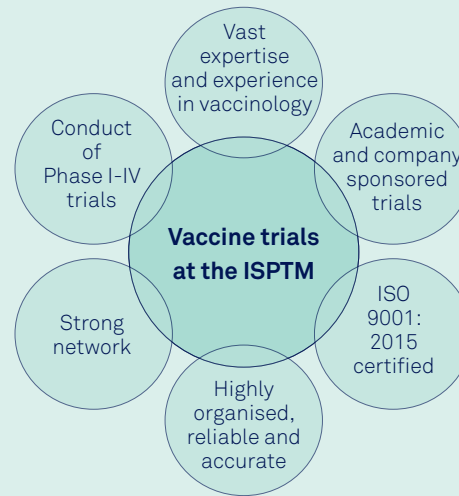 Vast
expertise
and experience
in vaccinology
Conduct
of
Phase I-IV
trials
Academic
and company
sponsored
trials
Vaccine trials
at the ISPTM
Strong
network
ISO
9001:
2015
certified
Highly
organised,
reliable and
accurate